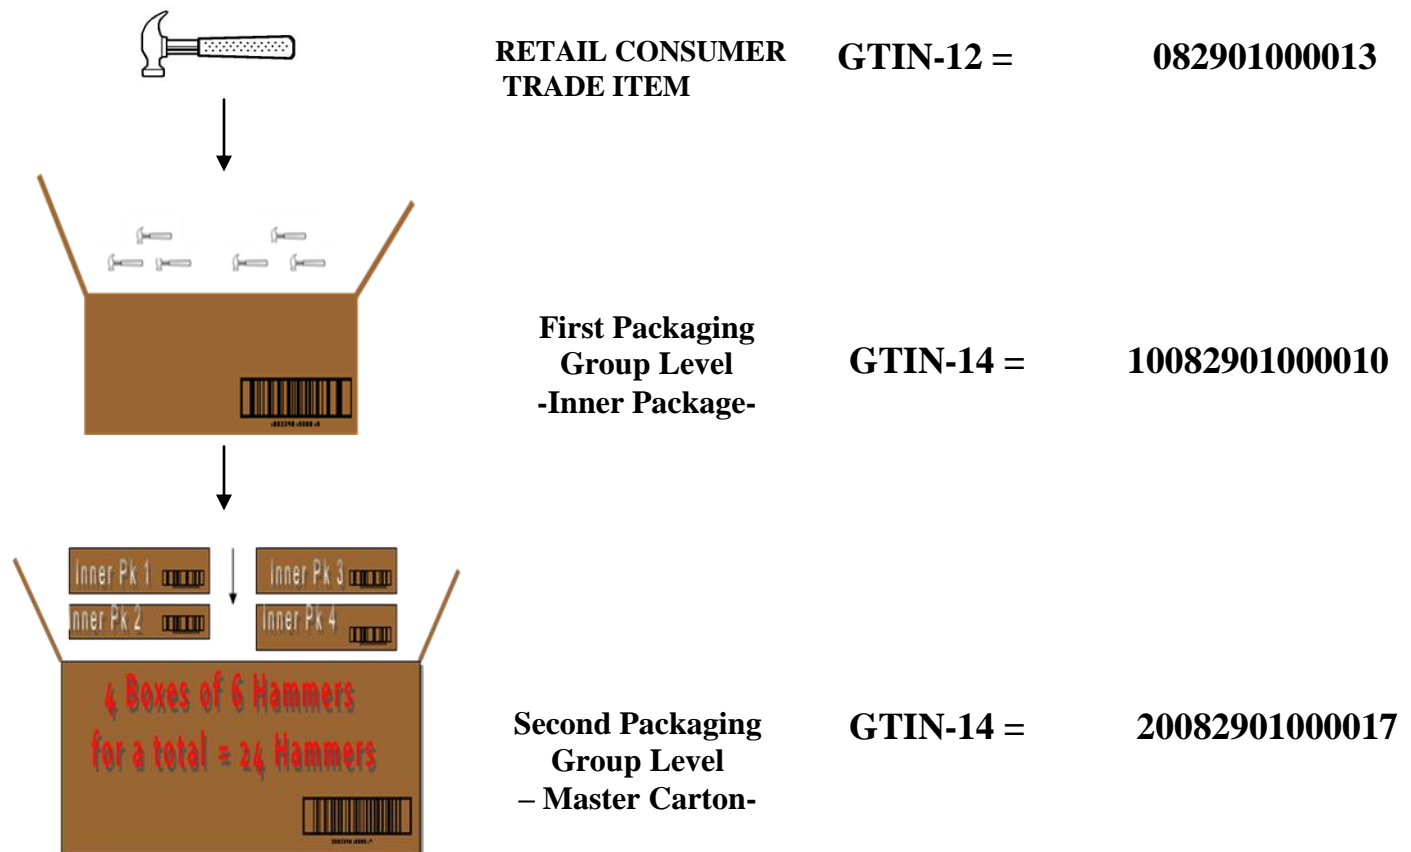 RETAIL CONSUMER
TRADE ITEM
GTIN-12 =
082901000013
First Packaging
Group Level
-Inner Package-
GTIN-14 =
10082901000010
Inner Pk 1
Inner Pk 3
Inner Pk 2
Inner Pk 4
4 Boxes of 6 Hammers
for a total = 24 Hammers
Second Packaging
Group Level
– Master Carton-
GTIN-14 =
20082901000017